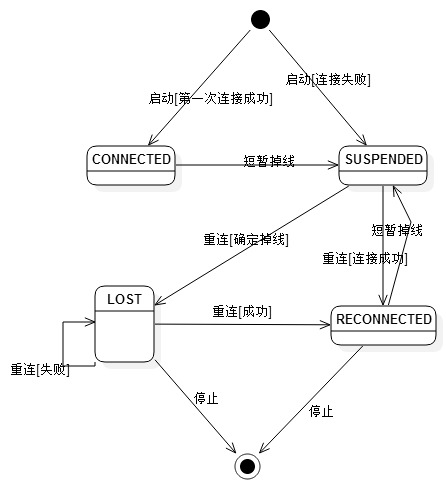 启动[连接失败]
启动[第一次连接成功]
CONNECTED
短暂掉线
SUSPENDED
短暂掉线
重连[确定掉线]
重连[连接成功]
LOST
重连[成功]
RECONNECTED
重连[失败]
停止
停止